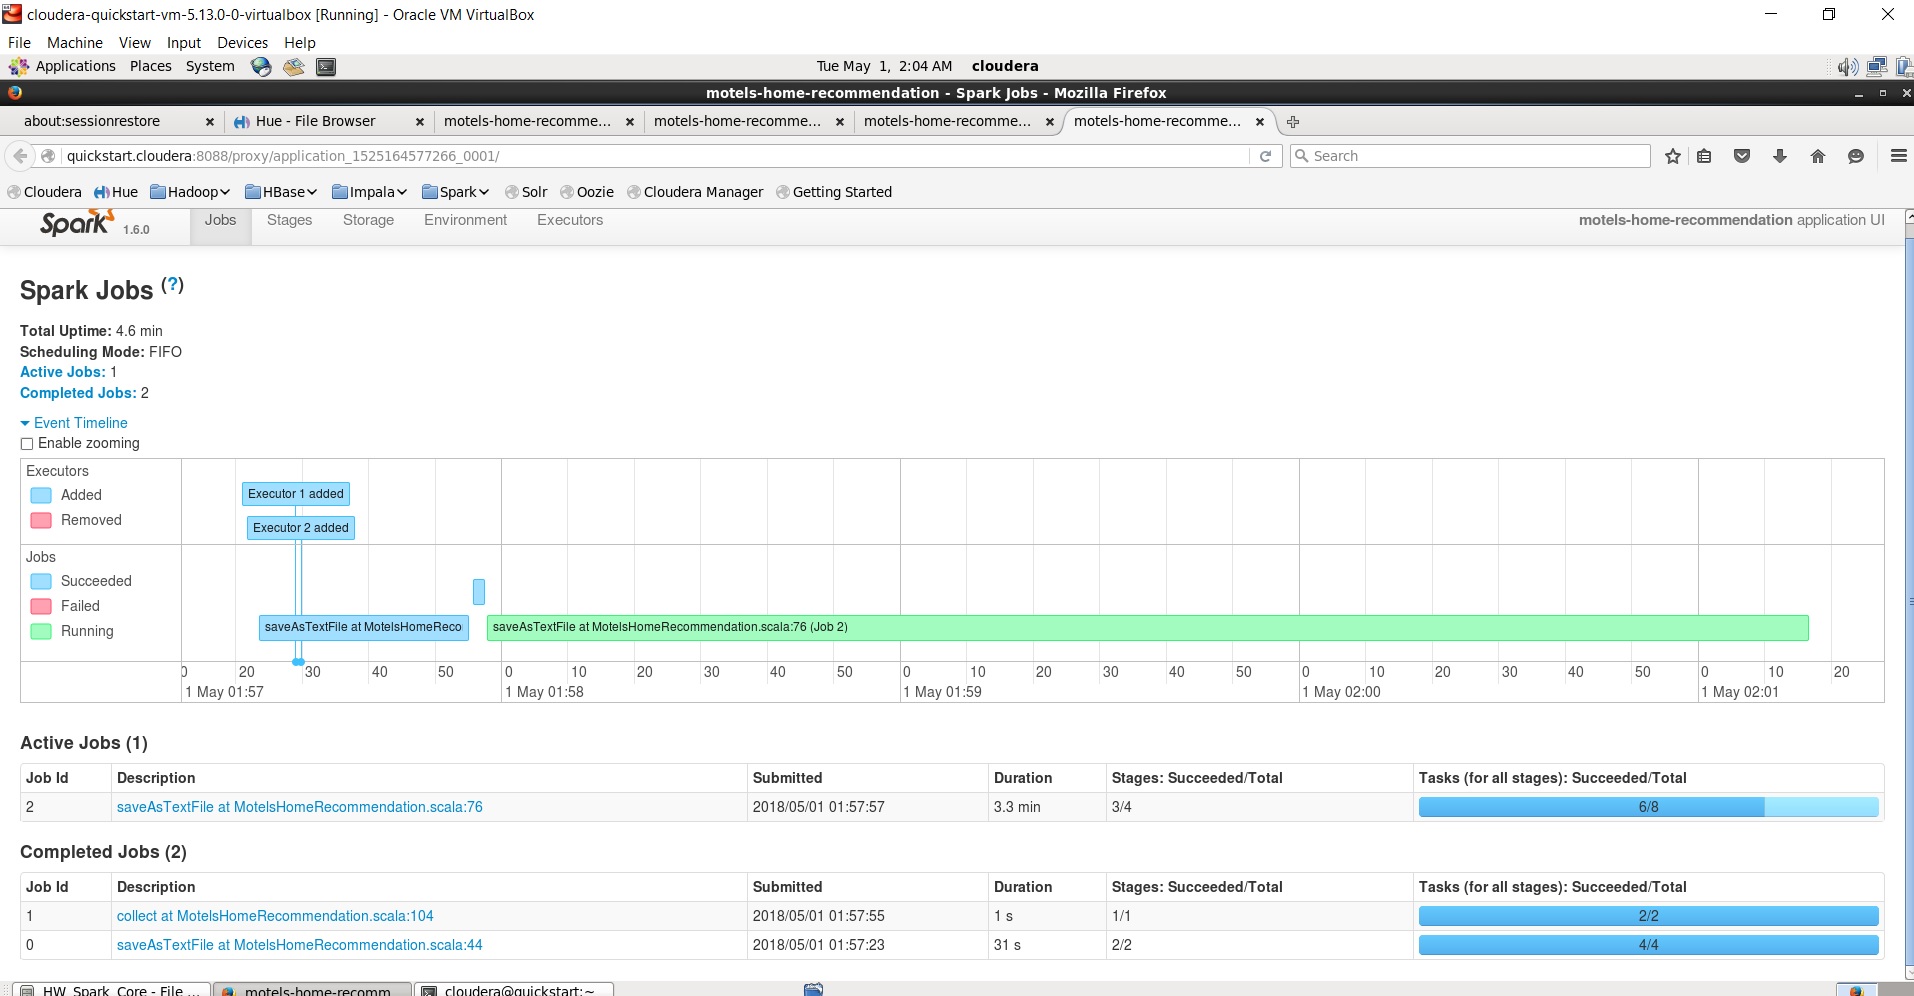 cloudera-quickstart-vm-5.13.0-0-virtualbox [Running] - Oracle VM VirtualBox
File Machine View Input Devices Help
Applications Places System Tue May 1, 2:04 AM cloudera
motels-home-recommendation - Spark Jobs - Mozilla Firefox
about:sessionrestore Hue - File Browser motels-home-recomme... motels-home-recomme... motels-home-recomme... motels-home-recomme...
quickstart.cloudera:8088/proxy/application_1525164577266_0001/ Search
Cloudera Hue Hadoop HBase Impala Spark Solr Oozie Cloudera Manager Getting Started
Spark 1.6.0 Jobs Stages Storage Environment Executors motels-home-recommendation application UI
Spark Jobs (?)
Total Uptime: 4.6 min
Scheduling Mode: FIFO
Active Jobs: 1
Completed Jobs: 2
Event Timeline
Enable zooming
Executors
Added
Removed
Executor 1 added
Executor 2 added
Jobs
Succeeded
Failed
Running
saveAsTextFile at MotelsHomeReco saveAsTextFile at MotelsHomeRecommendation.scala:76 (Job 2)
0 20 30 40 50 0 10 20 30 40 50 0 10 20 30 40 50 0 10 20 30 40 50 0 10 20
1 May 01:57 1 May 01:58 1 May 01:59 1 May 02:00 1 May 02:01
Active Jobs (1)
Job Id Description Submitted Duration Stages: Succeeded/Total Tasks (for all stages): Succeeded/Total
2 saveAsTextFile at MotelsHomeRecommendation.scala:76 2018/05/01 01:57:57 3.3 min 3/4 6/8
Completed Jobs (2)
Job Id Description Submitted Duration Stages: Succeeded/Total Tasks (for all stages): Succeeded/Total
1 collect at MotelsHomeRecommendation.scala:104 2018/05/01 01:57:55 1 s 1/1 2/2
0 saveAsTextFile at MotelsHomeRecommendation.scala:44 2018/05/01 01:57:23 31 s 2/2 4/4
HW_Spark_Core - File ... motels-home-recomm... cloudera@quickstart:~